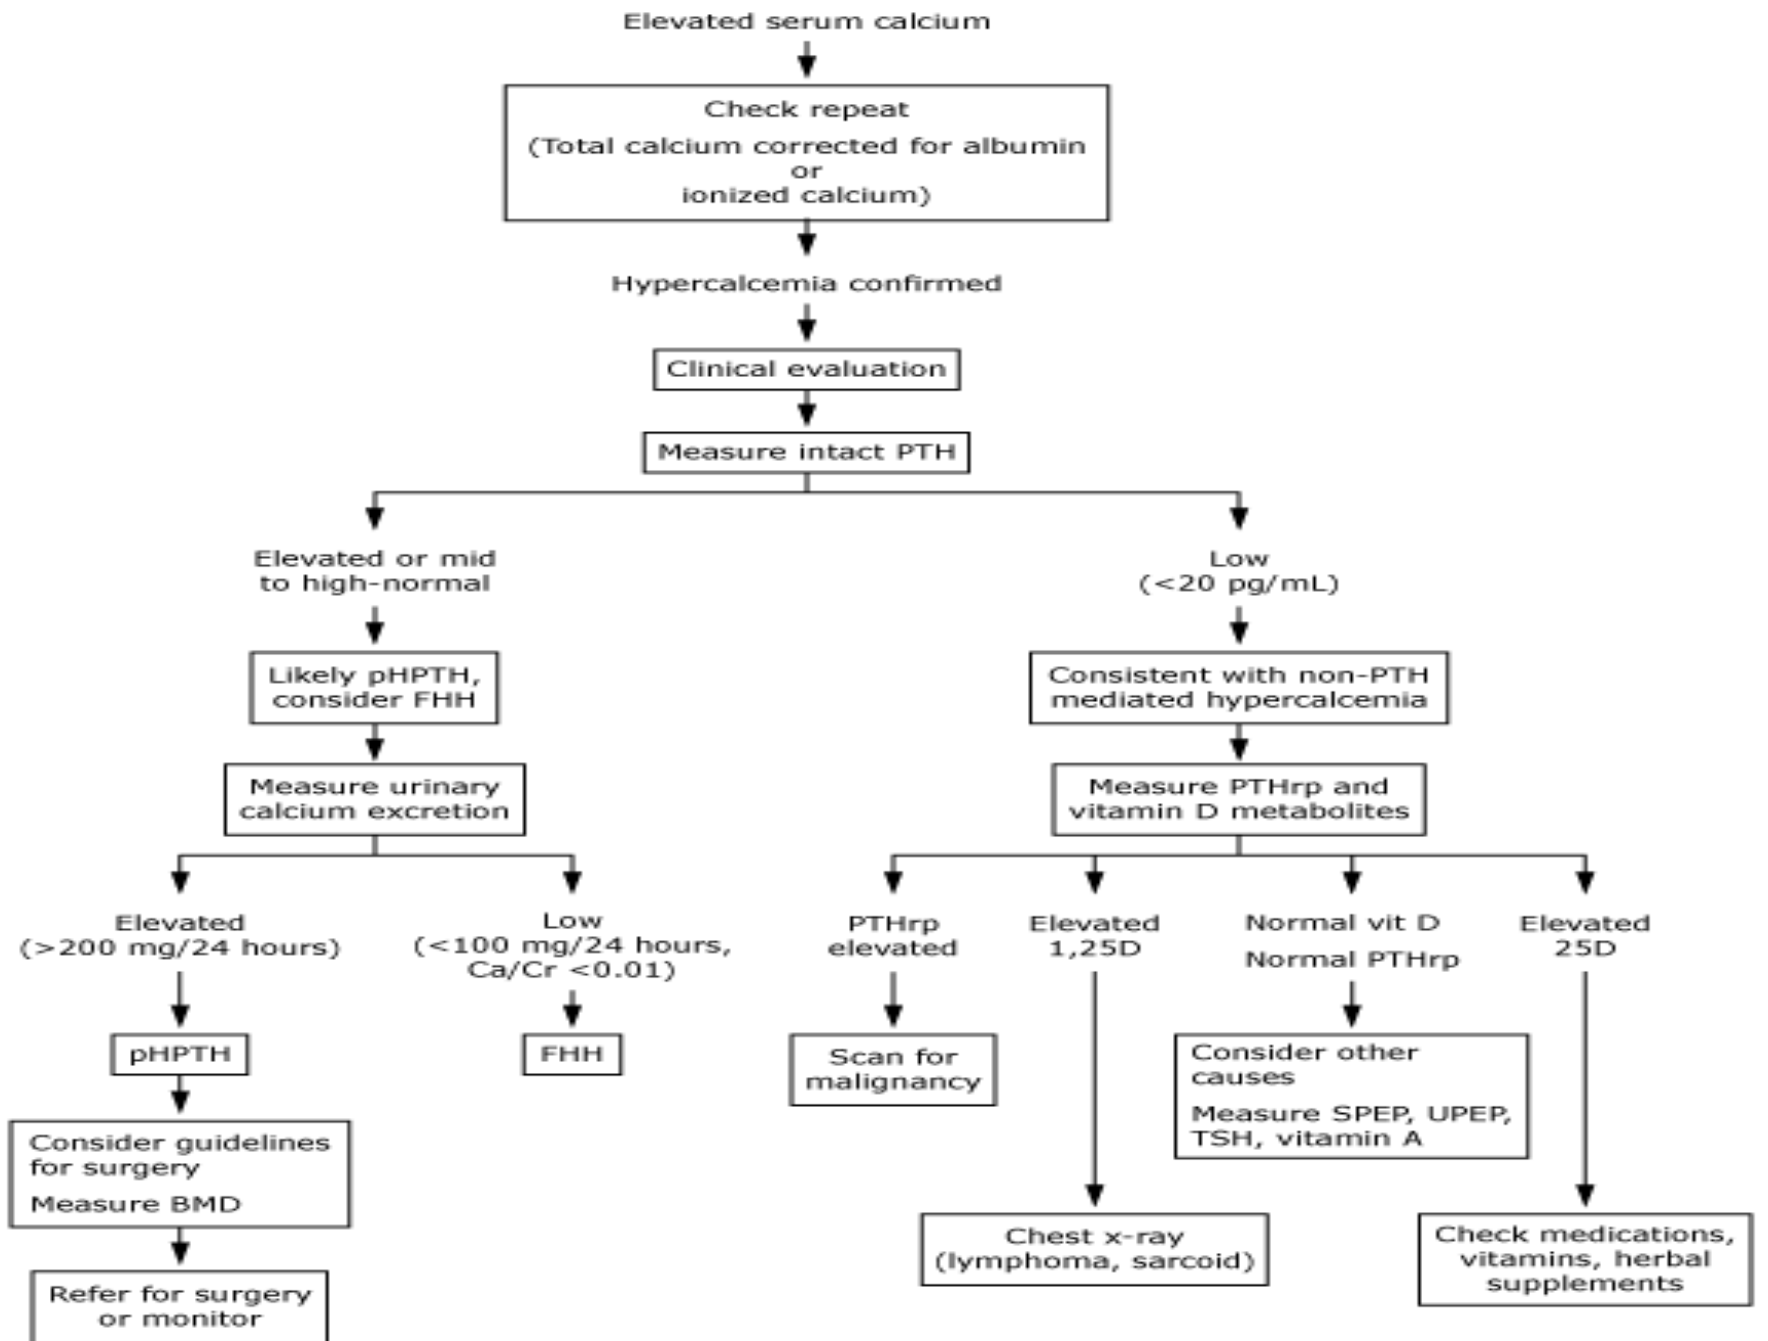 Elevated serum calcium
Check repeat
(Total calcium corrected for albumin
or
ionized calcium)
Hypercalcemia confirmed
Clinical evaluation
Measure intact PTH
Elevated or mid
to high-normal
Low
(<20 pg/mL)
Likely pHPTH,
consider FHH
Consistent with non-PTH
mediated hypercalcemia
Measure urinary
calcium excretion
Measure PTHrp and
vitamin D metabolites
Elevated
(>200 mg/24 hours)
Low
(<100 mg/24 hours,
Ca/Cr <0.01)
PTHrp
elevated
Elevated
1,25D
Normal vit D
Normal PTHrp
Elevated
25D
pHPTH
FHH
Scan for
malignancy
Consider other
causes
Measure SPEP, UPEP,
TSH, vitamin A
Consider guidelines
for surgery
Measure BMD
Chest x-ray
(lymphoma, sarcoid)
Check medications,
vitamins, herbal
supplements
Refer for surgery
or monitor